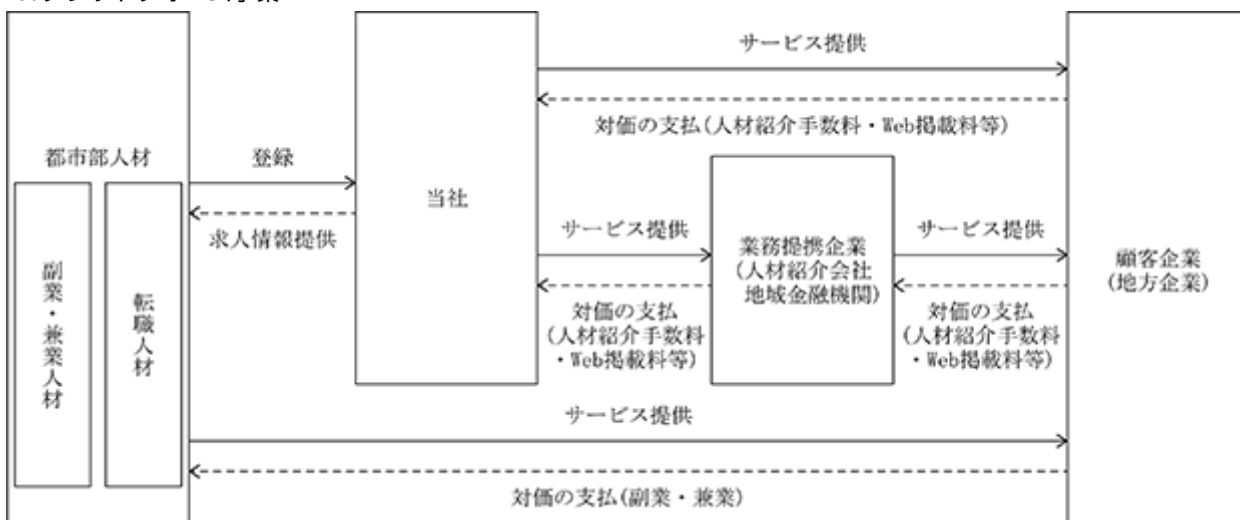 サービス提供
対価の支払(人材紹介手数料・Web掲載料等)
都市部人材
登録
当社
求人情報提供
サービス提供
業務提携企業
(人材紹介会社
地域金融機関)
サービス提供
顧客企業
(地方企業)
副業・兼業人材
転職人材
対価の支払
(人材紹介手数料
・Web掲載料等)
対価の支払
(人材紹介手数料
・Web掲載料等)
サービス提供
対価の支払(副業・兼業)